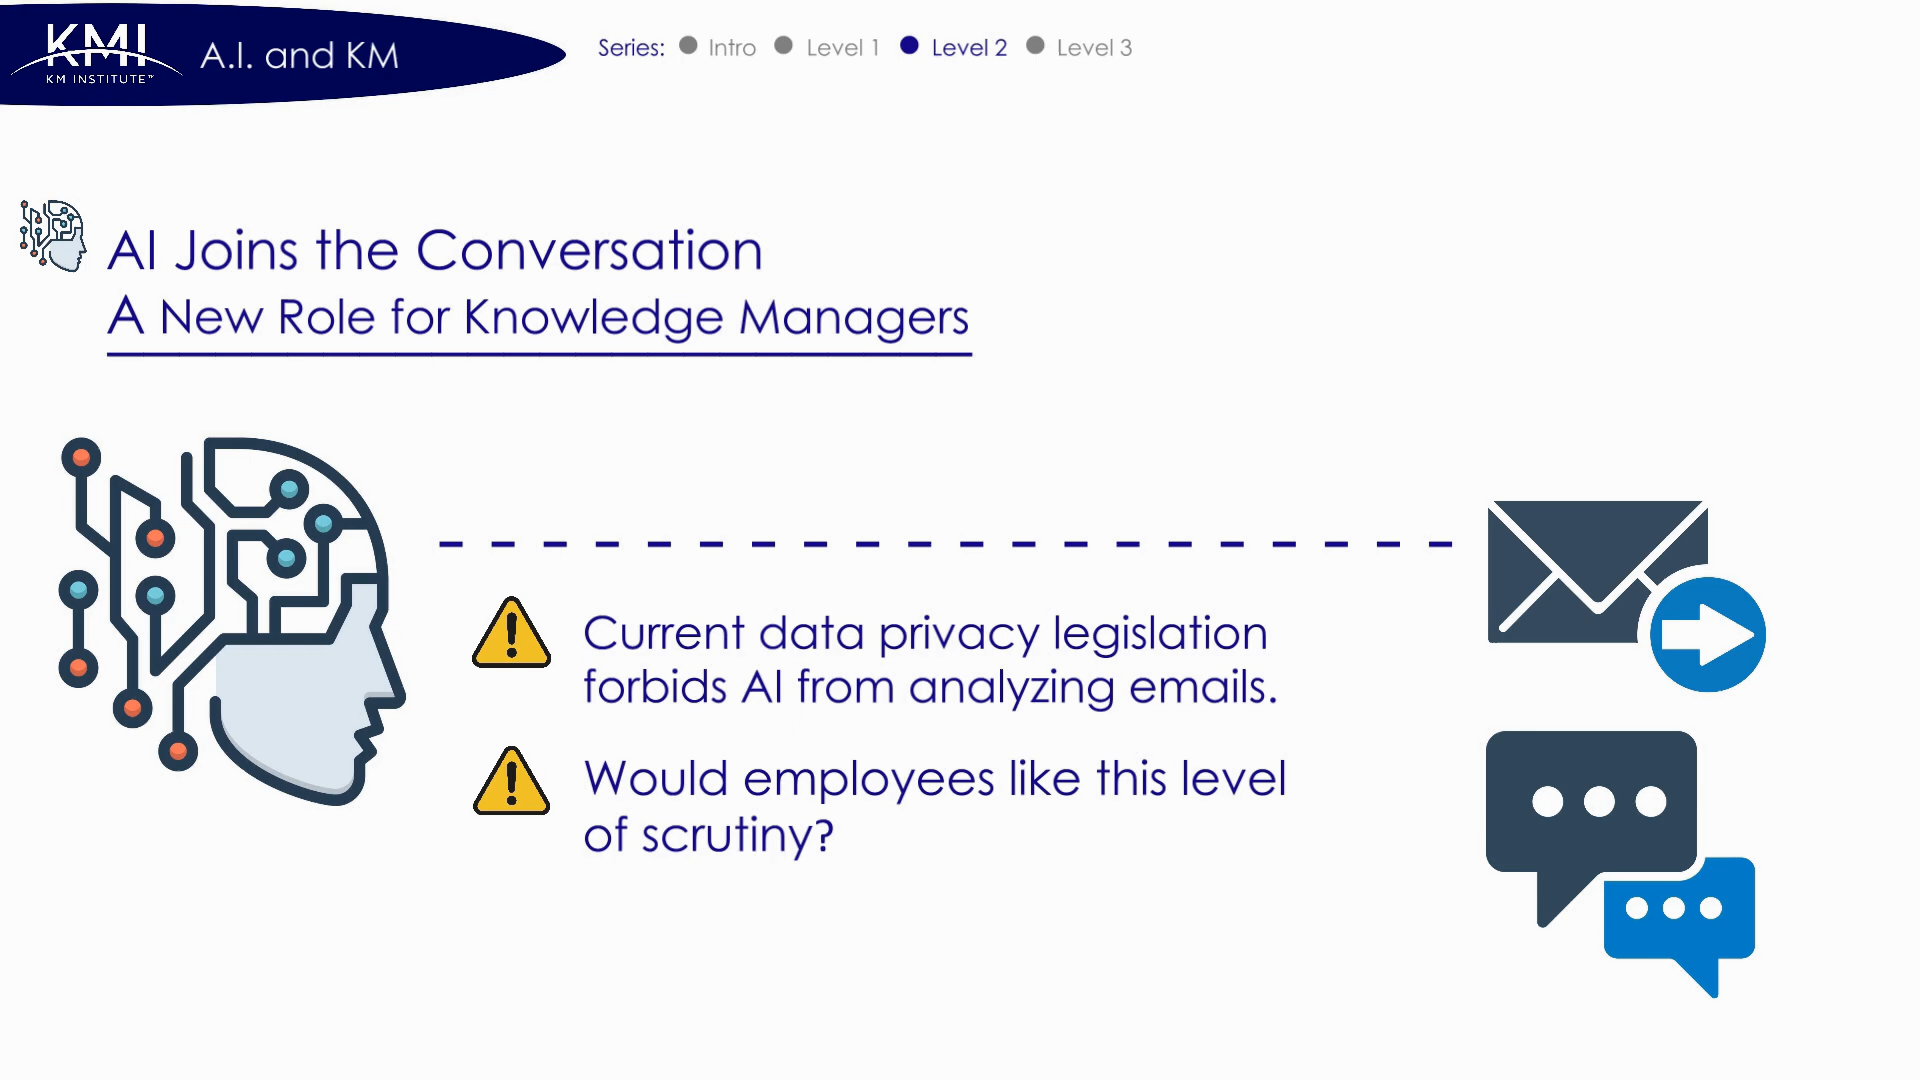 KMI
KM INSTITUTE™
A.I. and KM
Series: Intro Level 1 Level 2 Level 3
AI Joins the Conversation
A New Role for Knowledge Managers
Current data privacy legislation
forbids AI from analyzing emails.
Would employees like this level
of scrutiny?